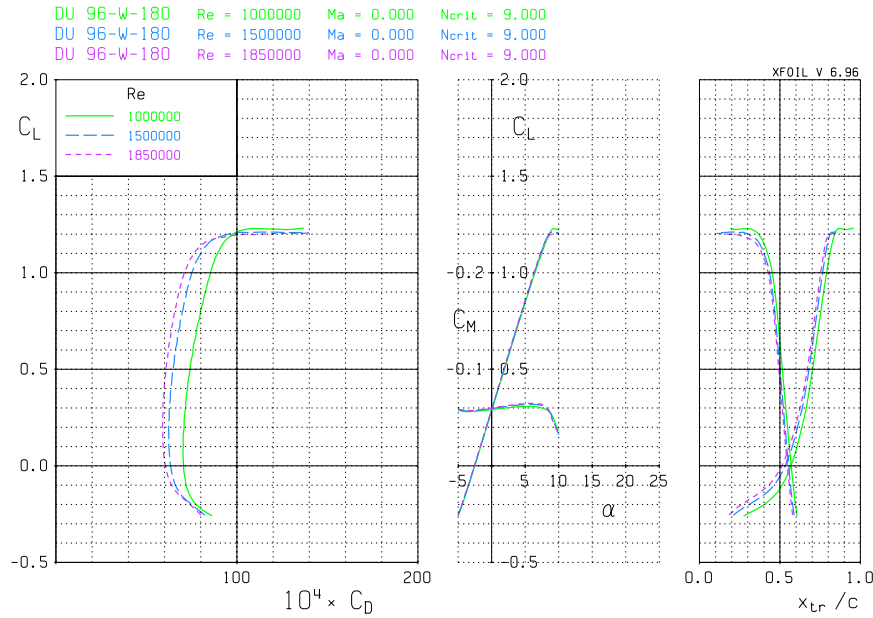 DU 96-W-180 Re = 1000000 Ma = 0.000 Ncrit = 9.000
DU 96-W-180 Re = 1500000 Ma = 0.000 Ncrit = 9.000
DU 96-W-180 Re = 1850000 Ma = 0.000 Ncrit = 9.000
XFOIL V 6.96
2.0
Re
1000000
1500000
1850000
CL
1.5
1.0
0.5
0.0
-0.5
100
200
10⁴ × CD
2.0
CL
1.5
-0.2
1.0
CM
-0.1
0.5
0.0
-5
5
10
15
20
25
α
-0.5
0.0
0.5
1.0
xtr /c